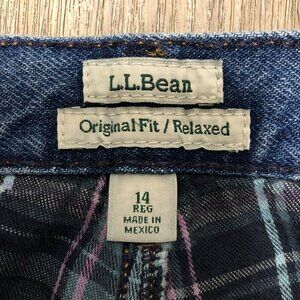 L.L.Bean
Original Fit / Relaxed
14
REG
MADE IN
MEXICO